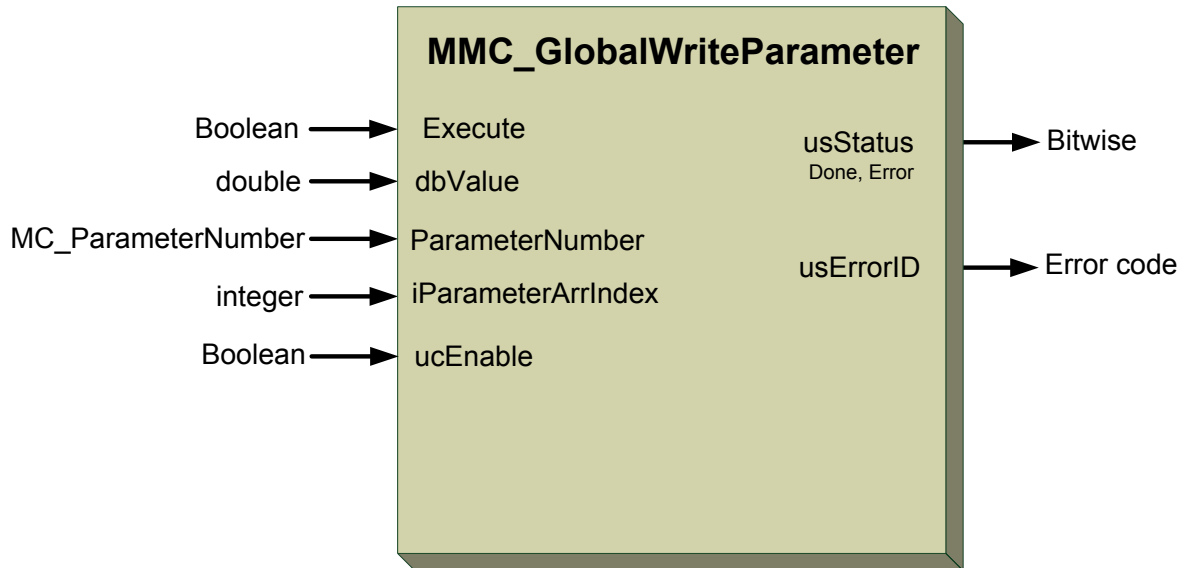 MMC_GlobalWriteParameter
Boolean
Execute
double
dbValue
MC_ParameterNumber
ParameterNumber
integer
iParameterArrIndex
Boolean
ucEnable
usStatus
Done, Error
Bitwise
usErrorID
Error code